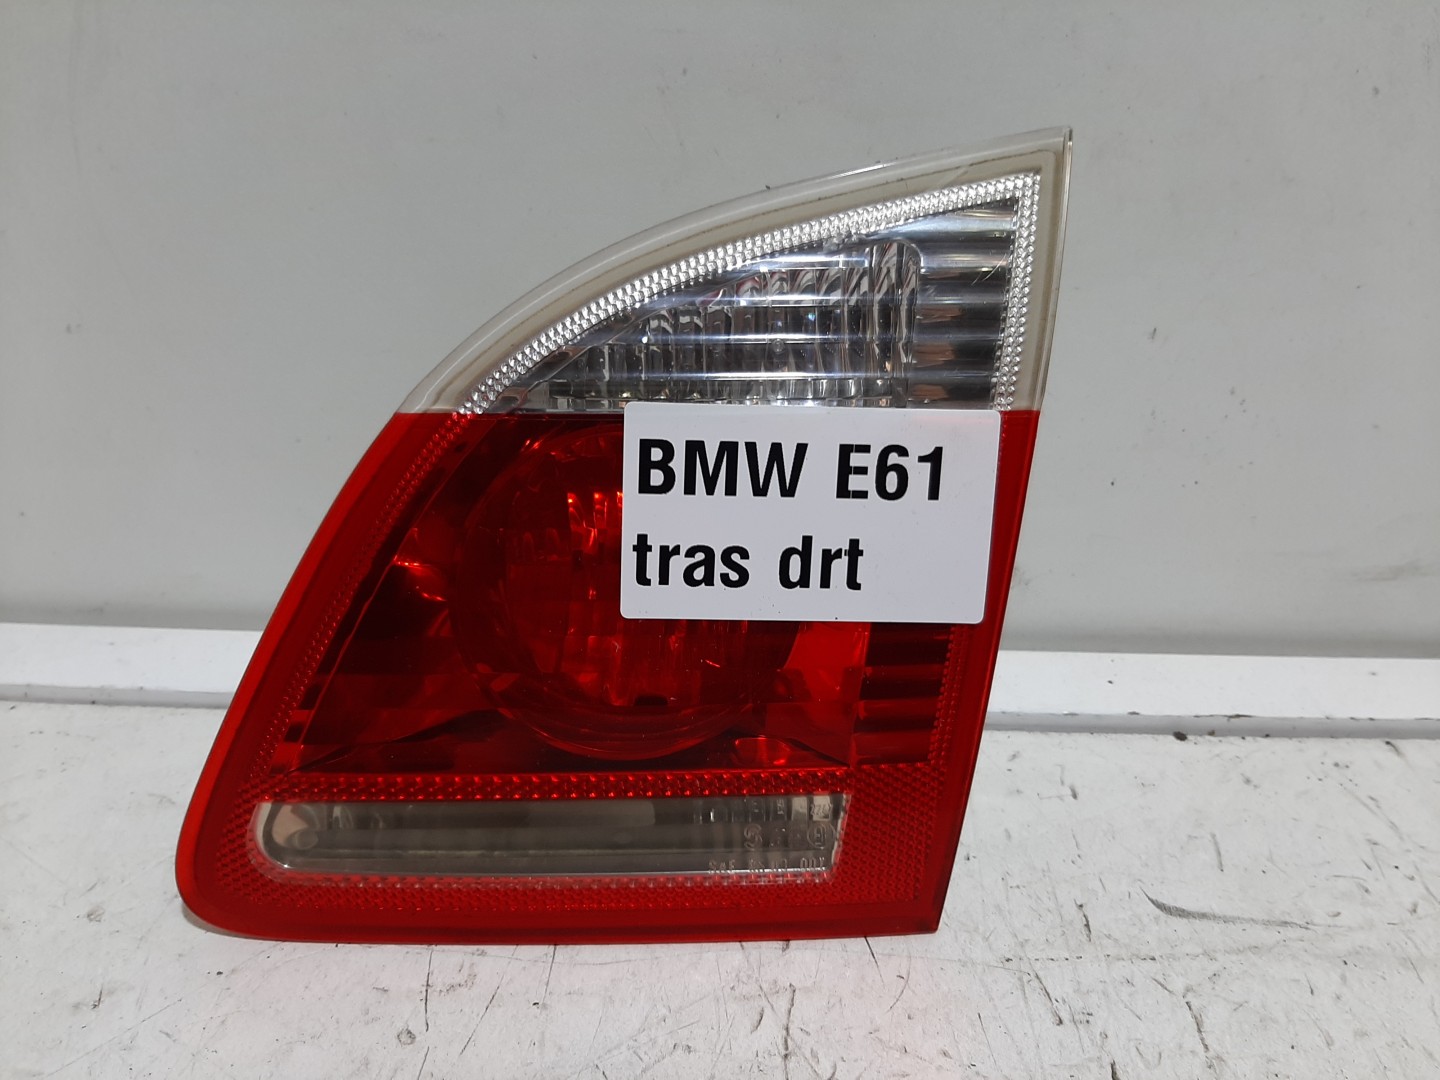 BMW E61
tras drt